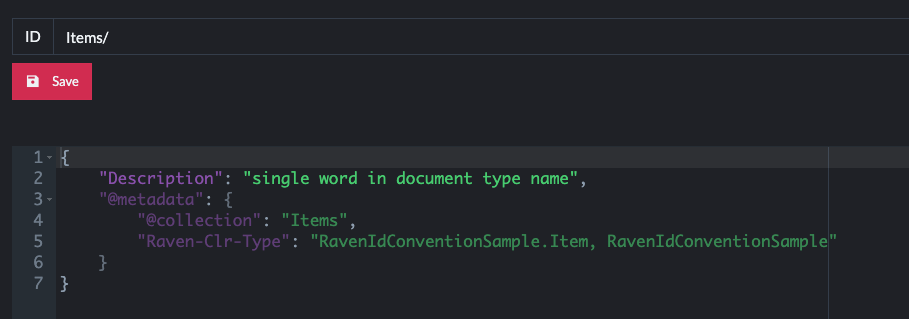 ID Items/
Save
1 {
2 "Description": "single word in document type name",
3 "@metadata": {
4 "@collection": "Items",
5 "Raven-Clr-Type": "RavenIdConventionSample.Item, RavenIdConventionSample"
6 }
7 }